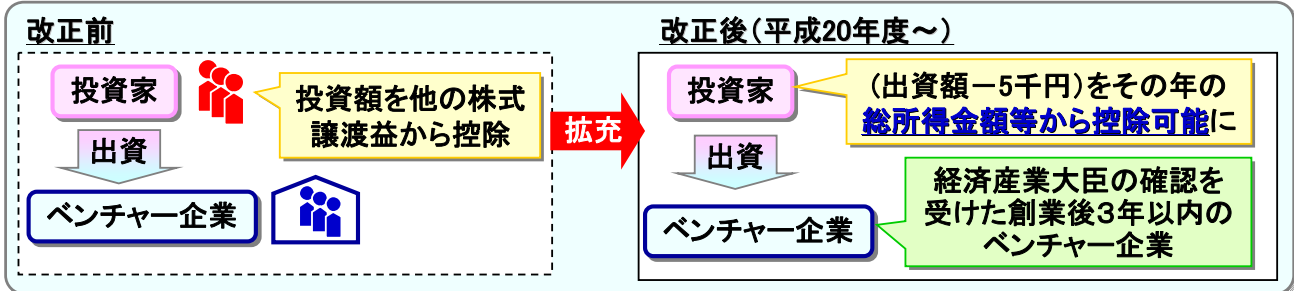 改正前
投資家
投資額を他の株式
譲渡益から控除
出資
ベンチャー企業
拡充
改正後(平成20年度~)
投資家
(出資額-5千円)をその年の
総所得金額等から控除可能に
出資
ベンチャー企業
経済産業大臣の確認を
受けた創業後3年以内の
ベンチャー企業